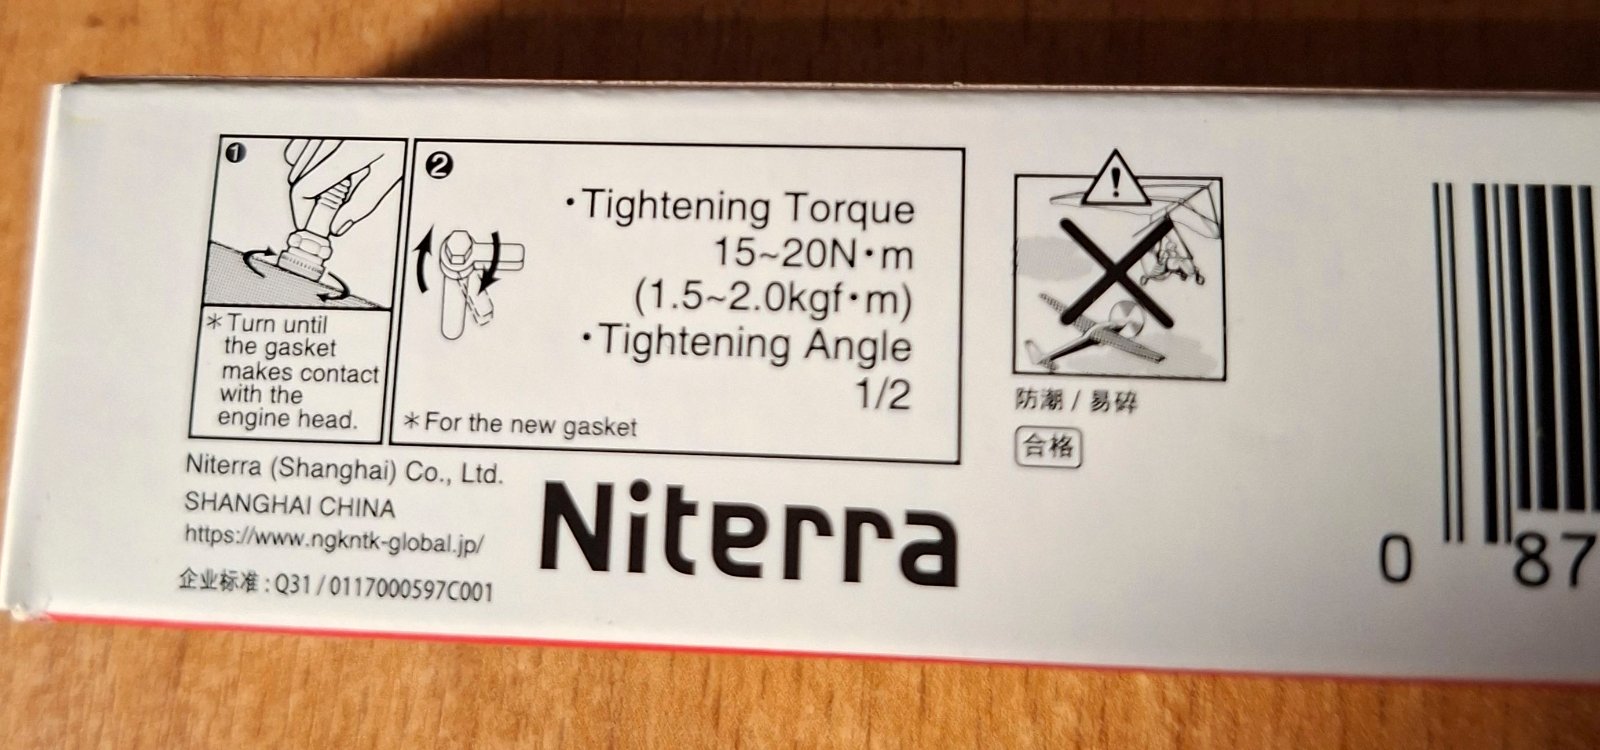 1
*Turn until
the gasket
makes contact
with the
engine head.
2
・Tightening Torque
15~20N・m
(1.5~2.0kgf・m)
・Tightening Angle
1/2
*For the new gasket
!
防潮 / 易碎
合格
Niterra (Shanghai) Co., Ltd.
SHANGHAI CHINA
https://www.ngkntk-global.jp/
企业标准 : Q31 / 0117000597C001
Niterra
0 87